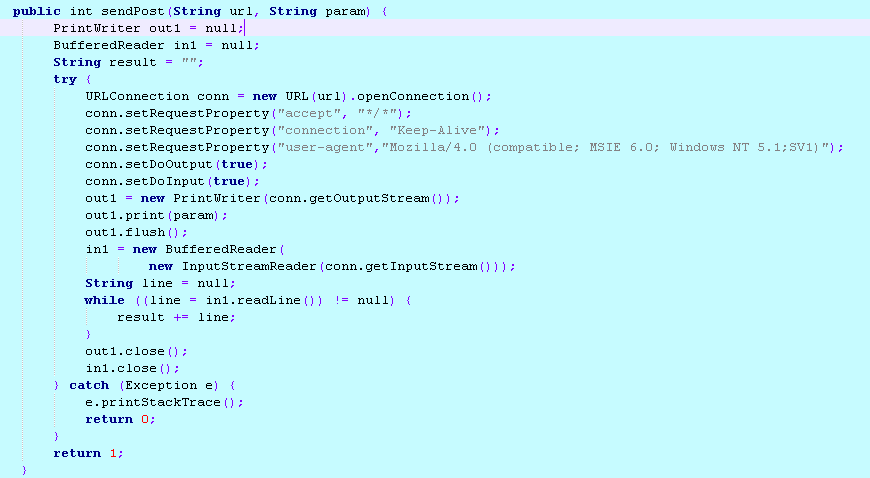 public int sendPost(String url, String param) {
PrintWriter out1 = null;
BufferedReader in1 = null;
String result = "";
try {
URLConnection conn = new URL(url).openConnection();
conn.setRequestProperty("accept", "*/*");
conn.setRequestProperty("connection", "Keep-Alive");
conn.setRequestProperty("user-agent","Mozilla/4.0 (compatible; MSIE 6.0; Windows NT 5.1;SV1)");
conn.setDoOutput(true);
conn.setDoInput(true);
out1 = new PrintWriter(conn.getOutputStream());
out1.print(param);
out1.flush();
in1 = new BufferedReader(
new InputStreamReader(conn.getInputStream()));
String line = null;
while ((line = in1.readLine()) != null) {
result += line;
}
out1.close();
in1.close();
} catch (Exception e) {
e.printStackTrace();
return 0;
}
return 1;
}